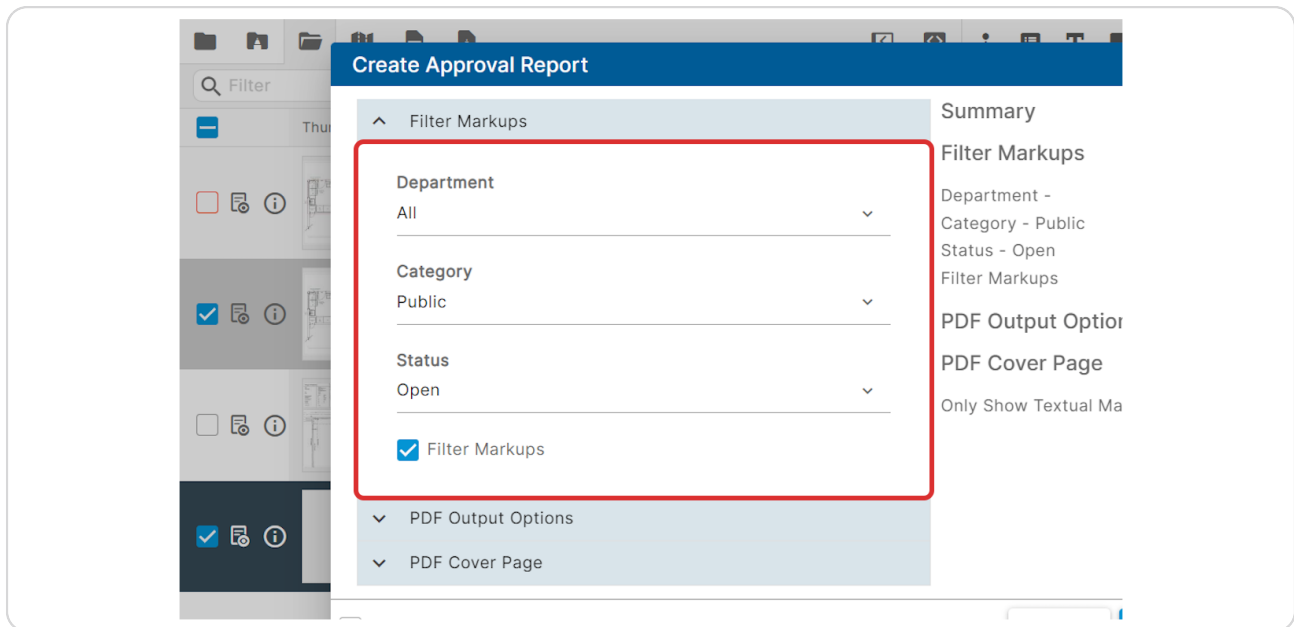 Create Approval Report
Filter
Thu
Filter Markups
Department
All
Category
Public
Status
Open
Filter Markups
PDF Output Options
PDF Cover Page
Summary
Filter Markups
Department -
Category - Public
Status - Open
Filter Markups
PDF Output Option
PDF Cover Page
Only Show Textual Ma